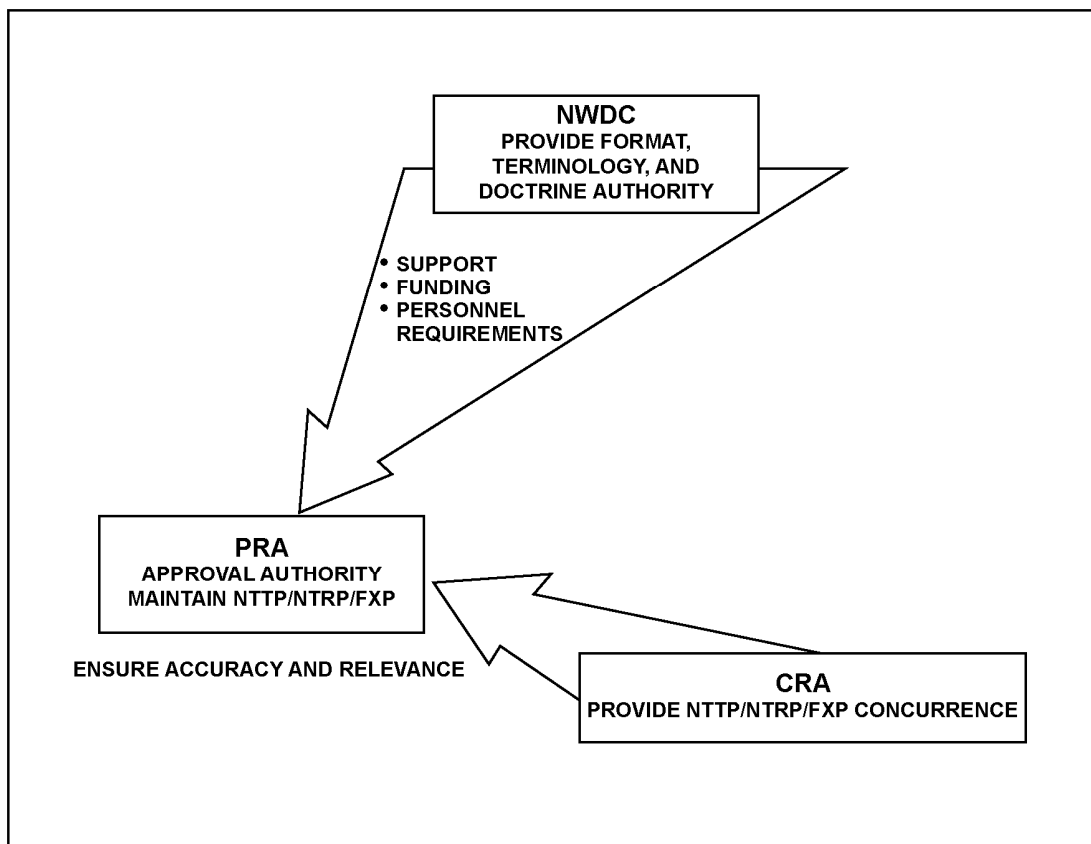 NWDC
PROVIDE FORMAT,
TERMINOLOGY, AND
DOCTRINE AUTHORITY
• SUPPORT
• FUNDING
• PERSONNEL
REQUIREMENTS
PRA
APPROVAL AUTHORITY
MAINTAIN NTTP/NTRP/FXP
ENSURE ACCURACY AND RELEVANCE
CRA
PROVIDE NTTP/NTRP/FXP CONCURRENCE